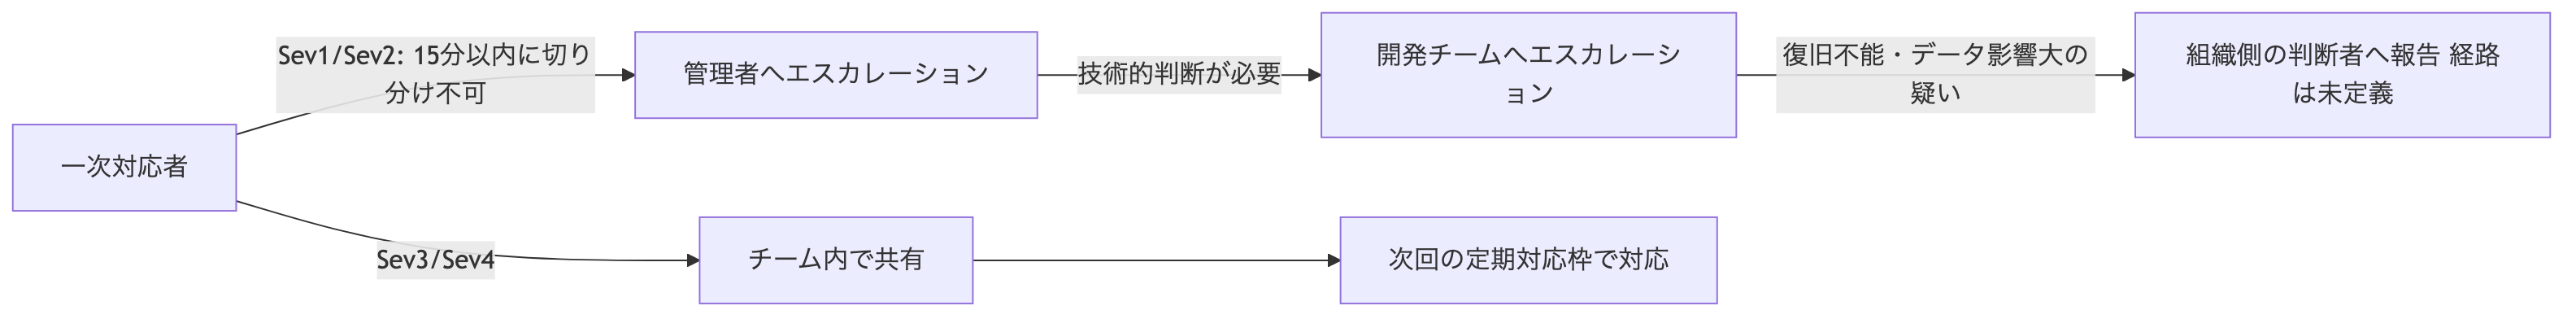 一次対応者
Sev1/Sev2: 15分以内に切り
分け不可
管理者へエスカレーション
技術的判断が必要
開発チームへエスカレーシ
ョン
復旧不能・データ影響大の
疑い
組織側の判断者へ報告 経路
は未定義
Sev3/Sev4
チーム内で共有
次回の定期対応枠で対応